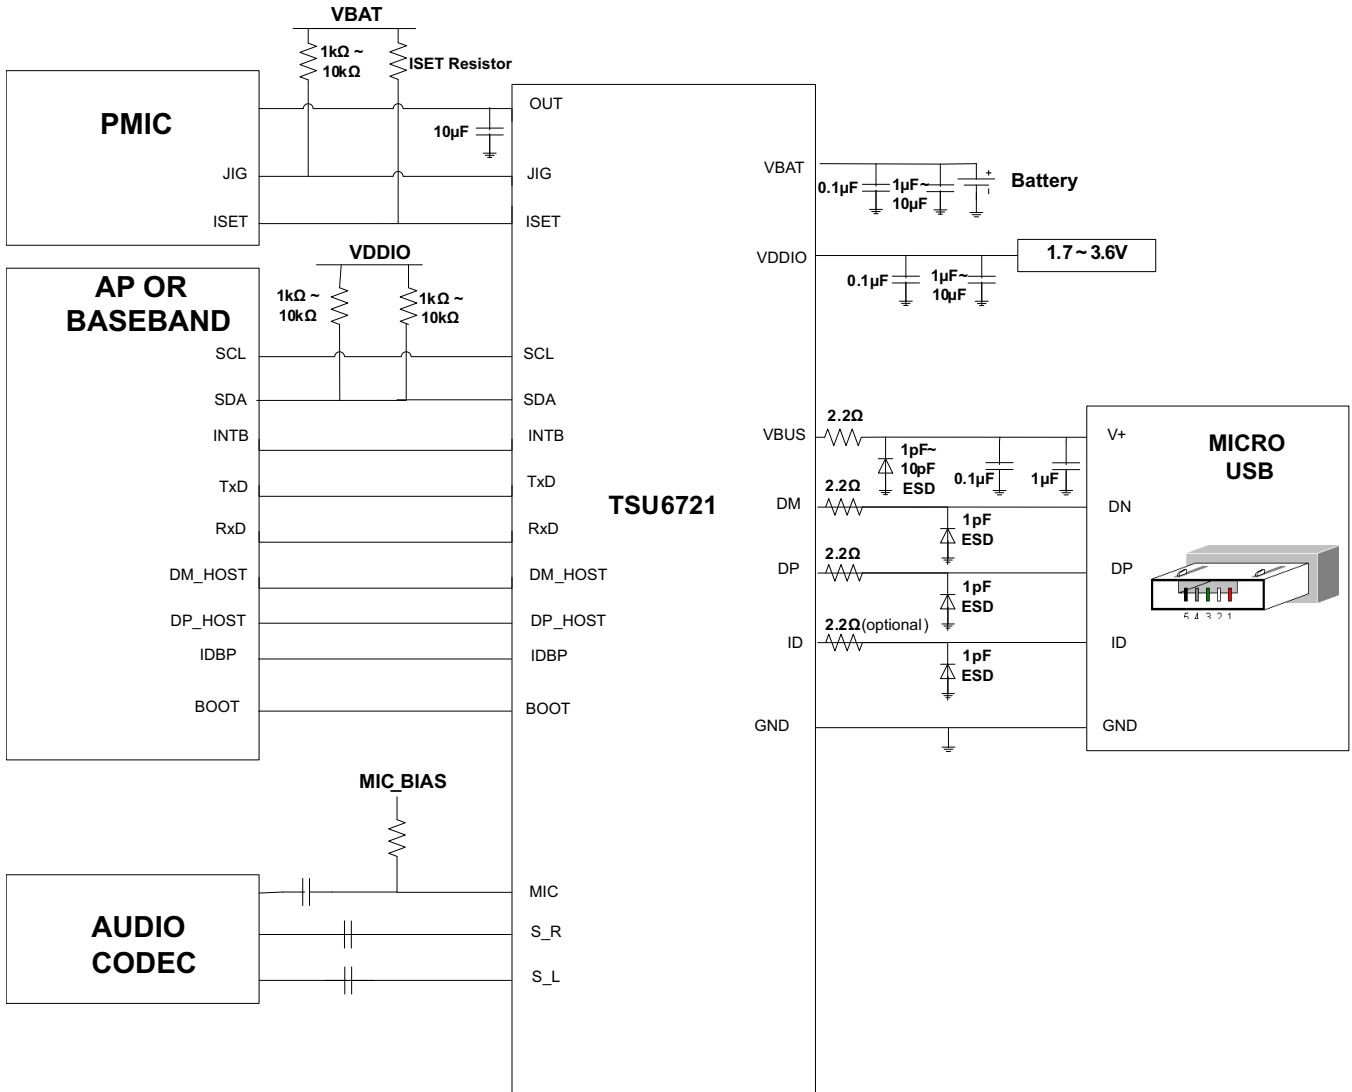 VBAT
1kΩ ~
10kΩ
ISET Resistor
PMIC
JIG
ISET
10µF
OUT
JIG
ISET
VBAT
0.1µF
1µF~
10µF
+
-
Battery
VDDIO
0.1µF
1µF~
10µF
1.7 ~ 3.6V
VDDIO
1kΩ ~
10kΩ
1kΩ ~
10kΩ
AP OR
BASEBAND
SCL
SDA
INTB
TxD
RxD
DM_HOST
DP_HOST
IDBP
BOOT
SCL
SDA
INTB
TxD
RxD
DM_HOST
DP_HOST
IDBP
BOOT
TSU6721
VBUS
DM
DP
ID
GND
2.2Ω
1pF~
10pF
ESD
0.1µF
1µF
2.2Ω
1pF
ESD
2.2Ω
1pF
ESD
2.2Ω(optional)
1pF
ESD
V+
DN
DP
ID
GND
MICRO
USB
5 4 3 2 1
MIC_BIAS
AUDIO
CODEC
MIC
S_R
S_L